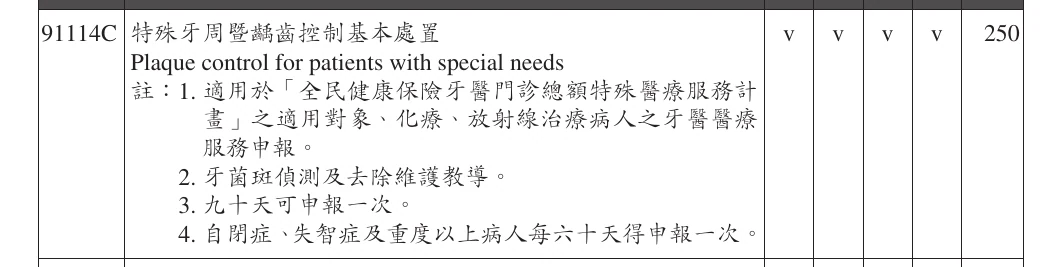 91114C 特殊牙周暨齲齒控制基本處置 v v v v 250
Plaque control for patients with special needs
註：1. 適用於「全民健康保險牙醫門診總額特殊醫療服務計
畫」之適用對象、化療、放射線治療病人之牙醫醫療
服務申報。
2. 牙菌斑偵測及去除維護教導。
3. 九十天可申報一次。
4. 自閉症、失智症及重度以上病人每六十天得申報一次。